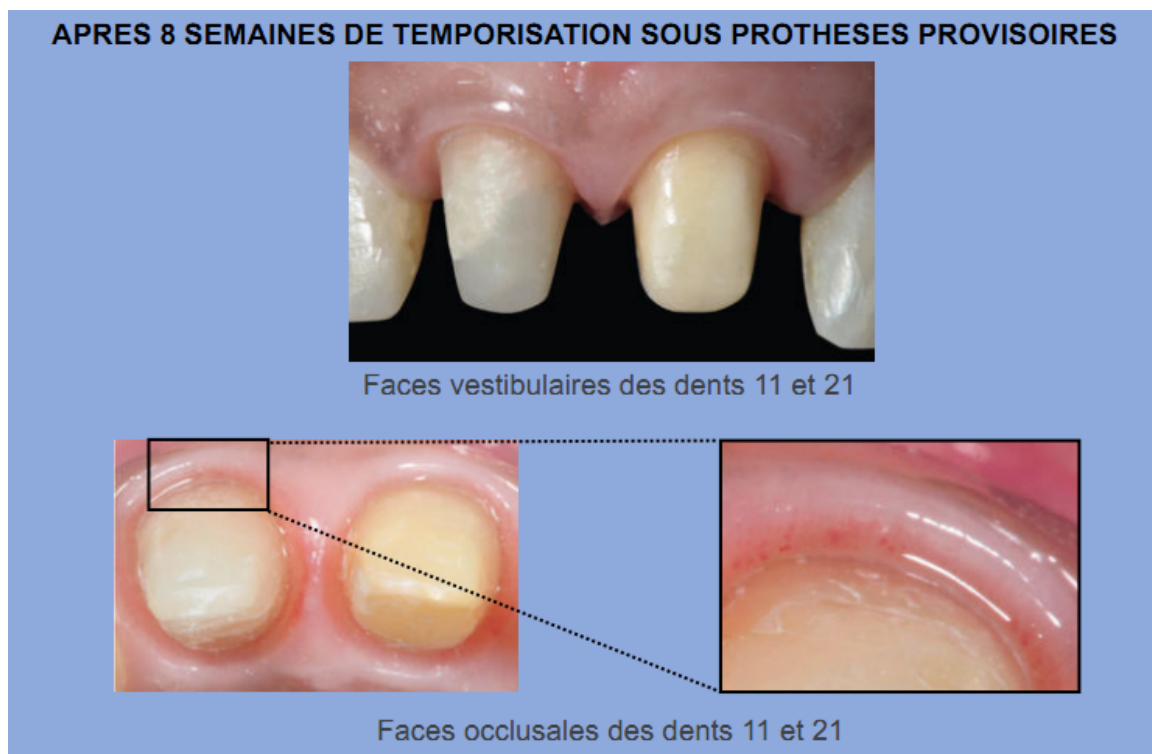 APRES 8 SEMAINES DE TEMPORISATION SOUS PROTHESES PROVISOIRES
Faces vestibulaires des dents 11 et 21
Faces occlusales des dents 11 et 21